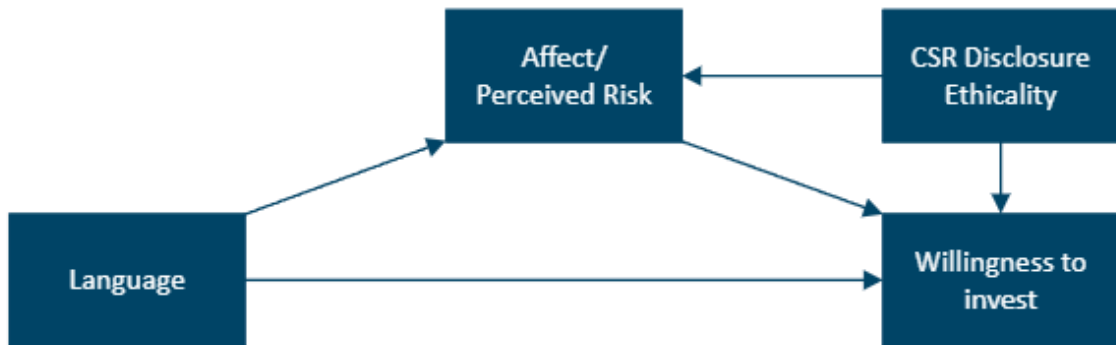 Affect/
Perceived Risk
CSR Disclosure
Ethicality
Language
Willingness to
invest